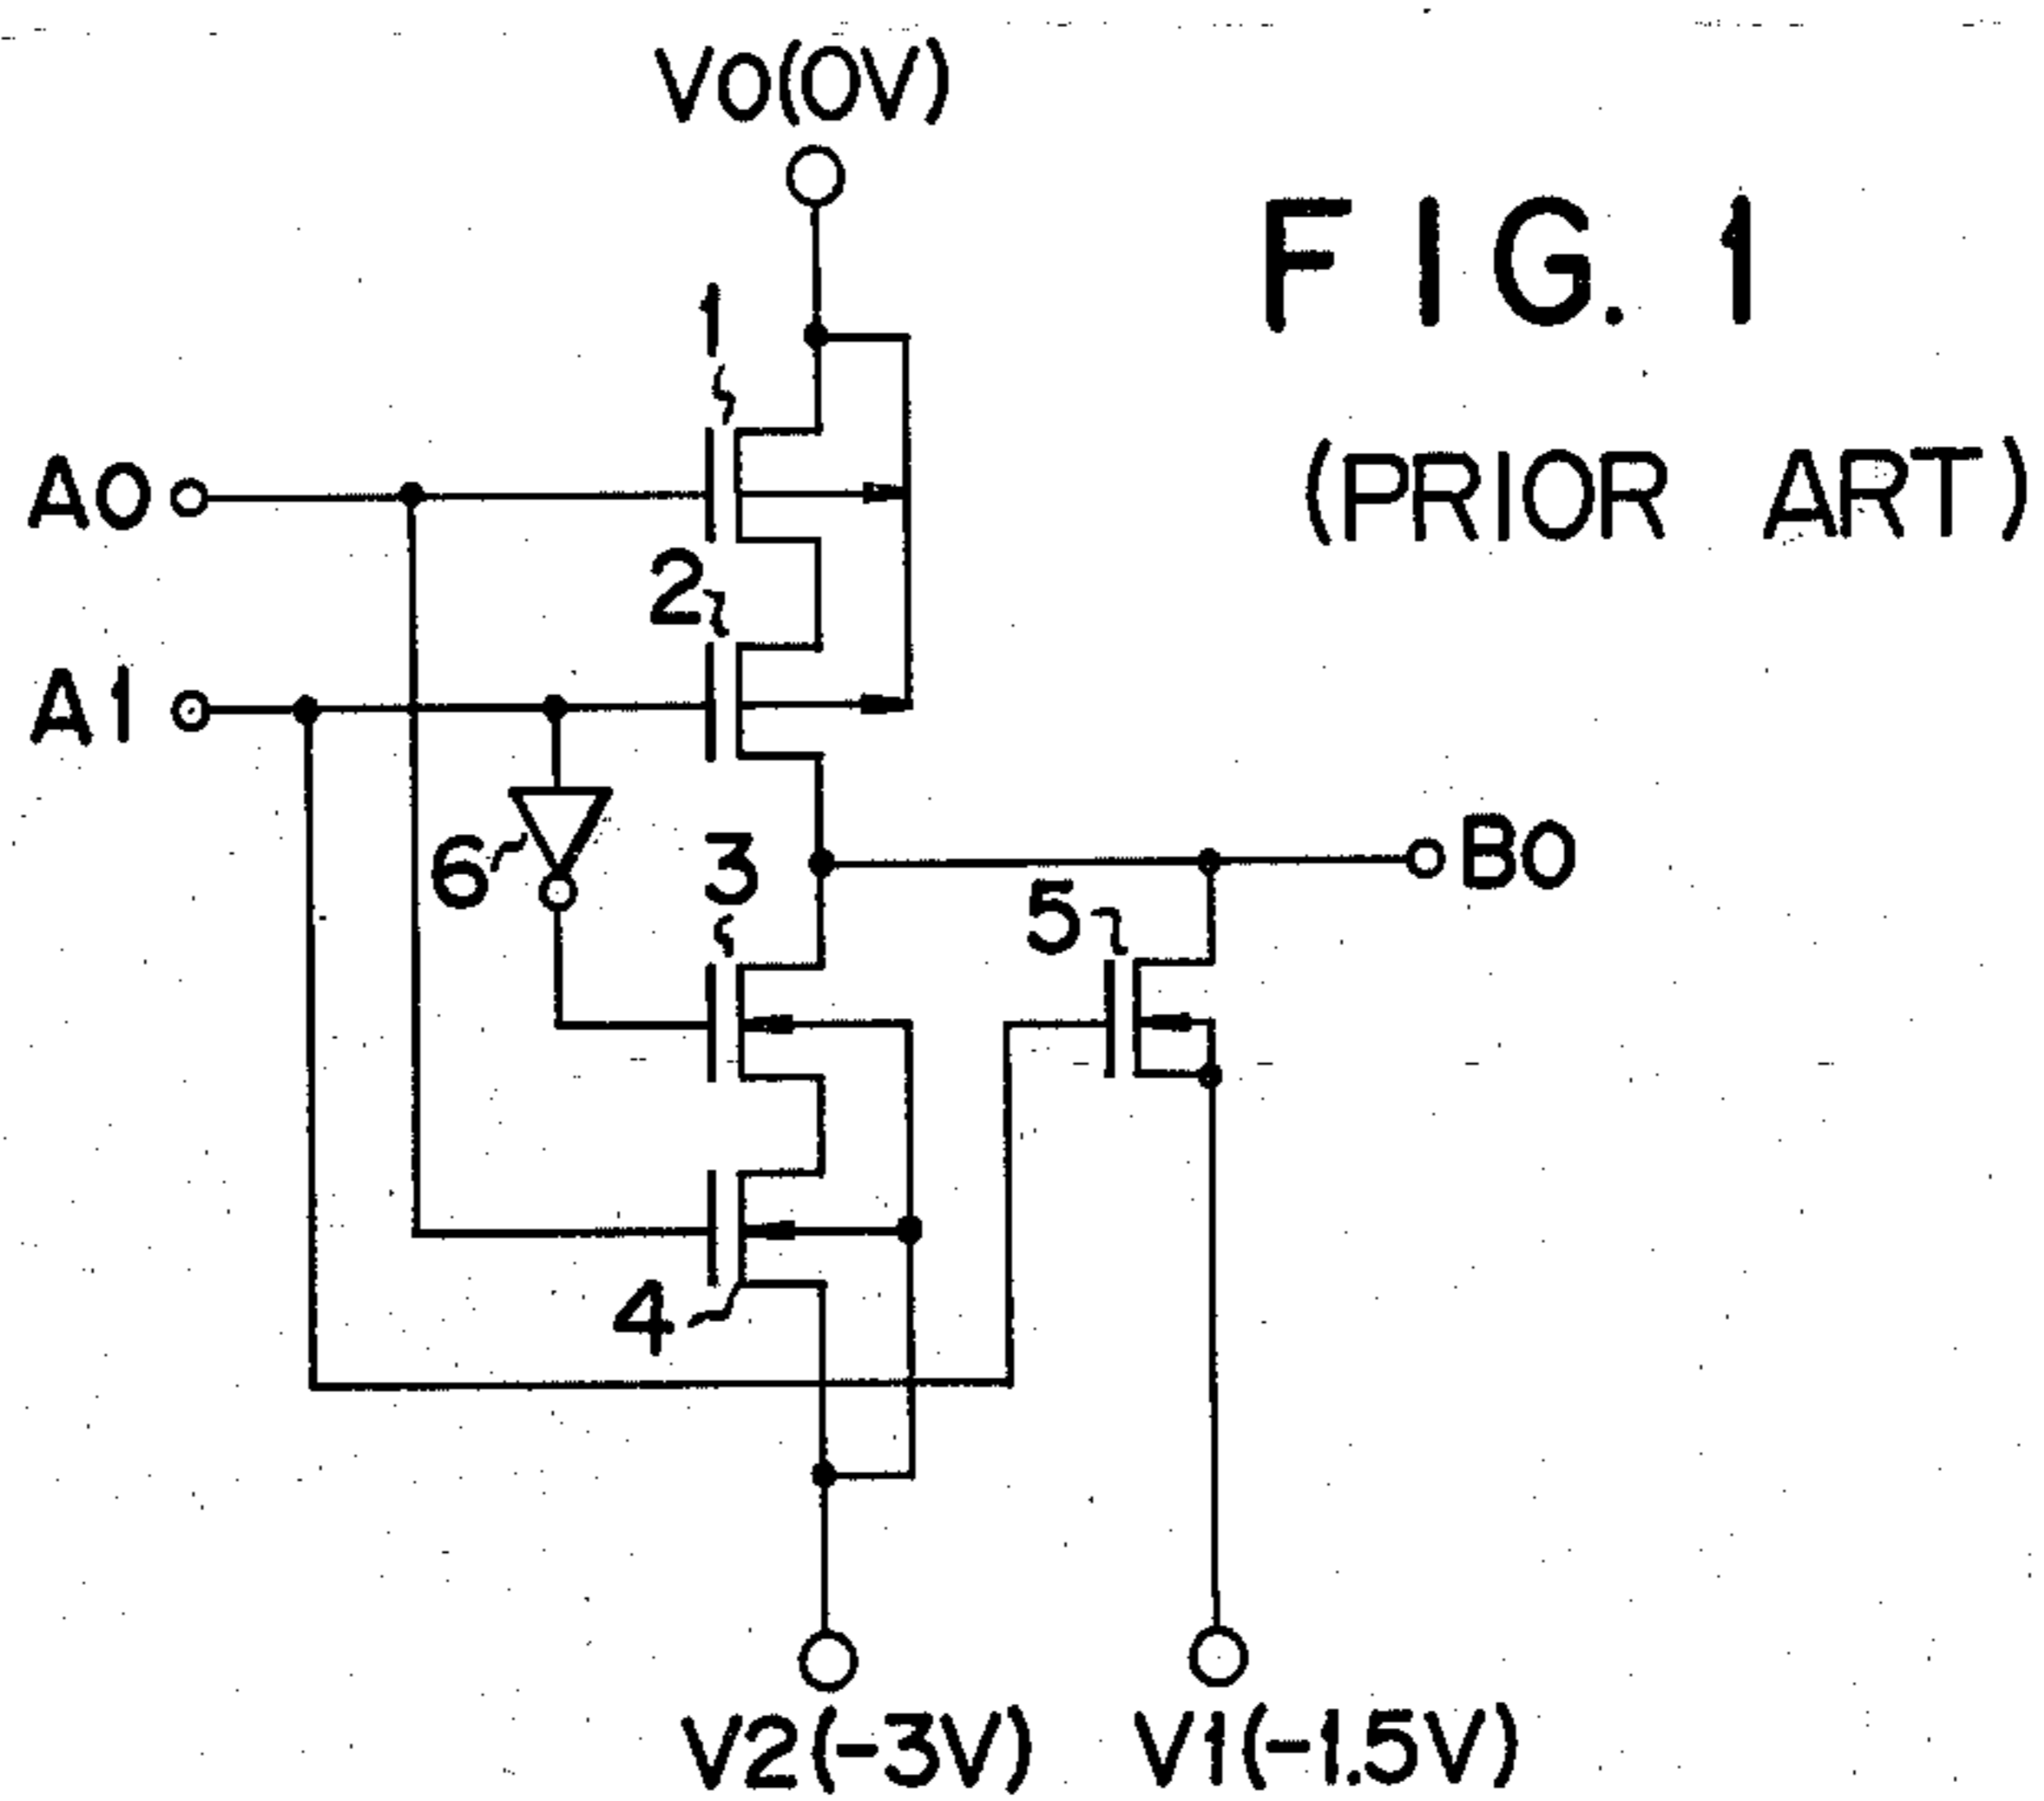 V0(0V)
FIG. 1
(PRIOR ART)
1
A0
2
A1
6
3
5
B0
4
V2(-3V)
V1(-1.5V)